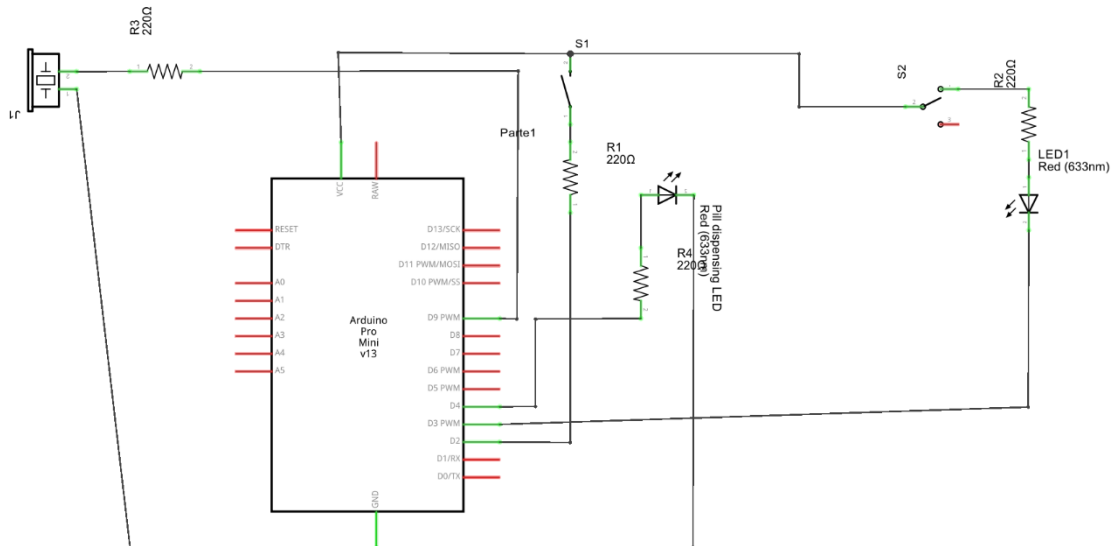 R3
220Ω
J1
S1
S2
R2
220Ω
Parte1
R1
220Ω
LED1
Red (633nm)
VCC
RAW
Pill dispensing LED
Red (633nm)
R4
220Ω
RESET
DTR
A0
A1
A2
A3
A4
A5
Arduino
Pro
Mini
v13
D13/SCK
D12/MISO
D11 PWM/MOSI
D10 PWM/SS
D9 PWM
D8
D7
D6 PWM
D5 PWM
D4
D3 PWM
D2
D1/RX
D0/TX
GND